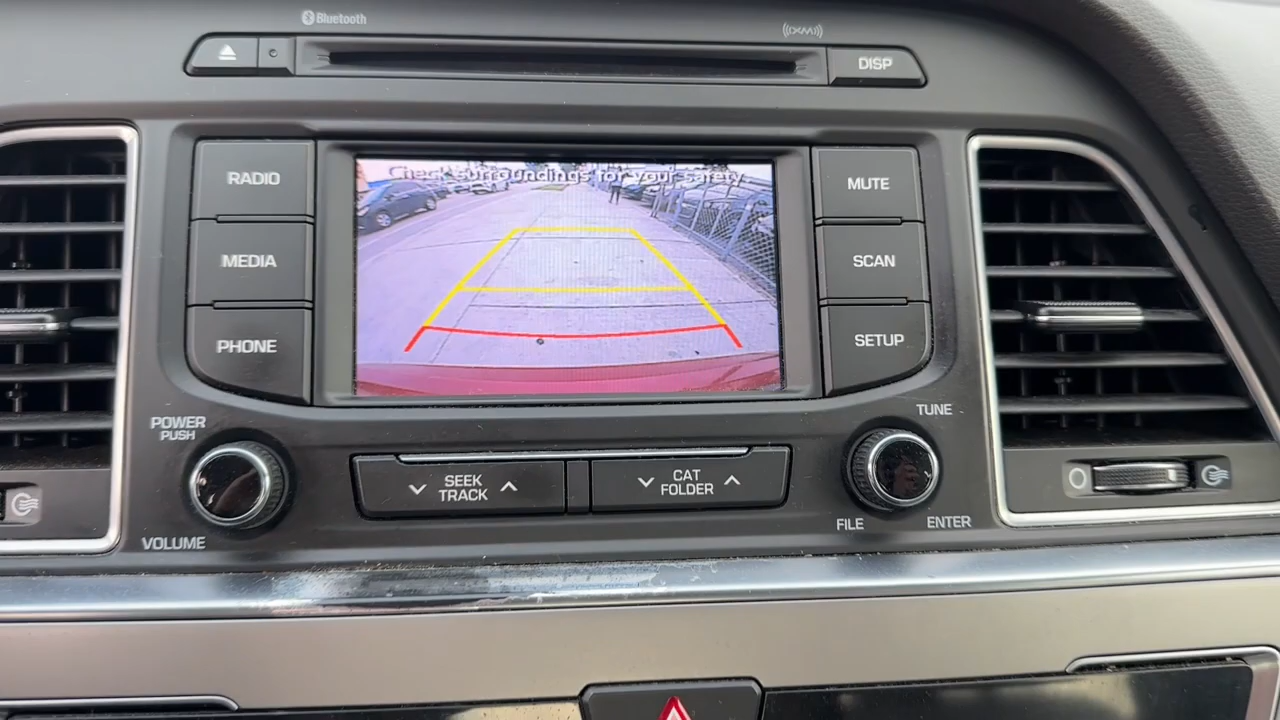 Bluetooth
((XM))
DISP
RADIO
MEDIA
PHONE
Check surroundings for your safety
MUTE
SCAN
SETUP
POWER
PUSH
VOLUME
SEEK
TRACK
CAT
FOLDER
TUNE
FILE
ENTER